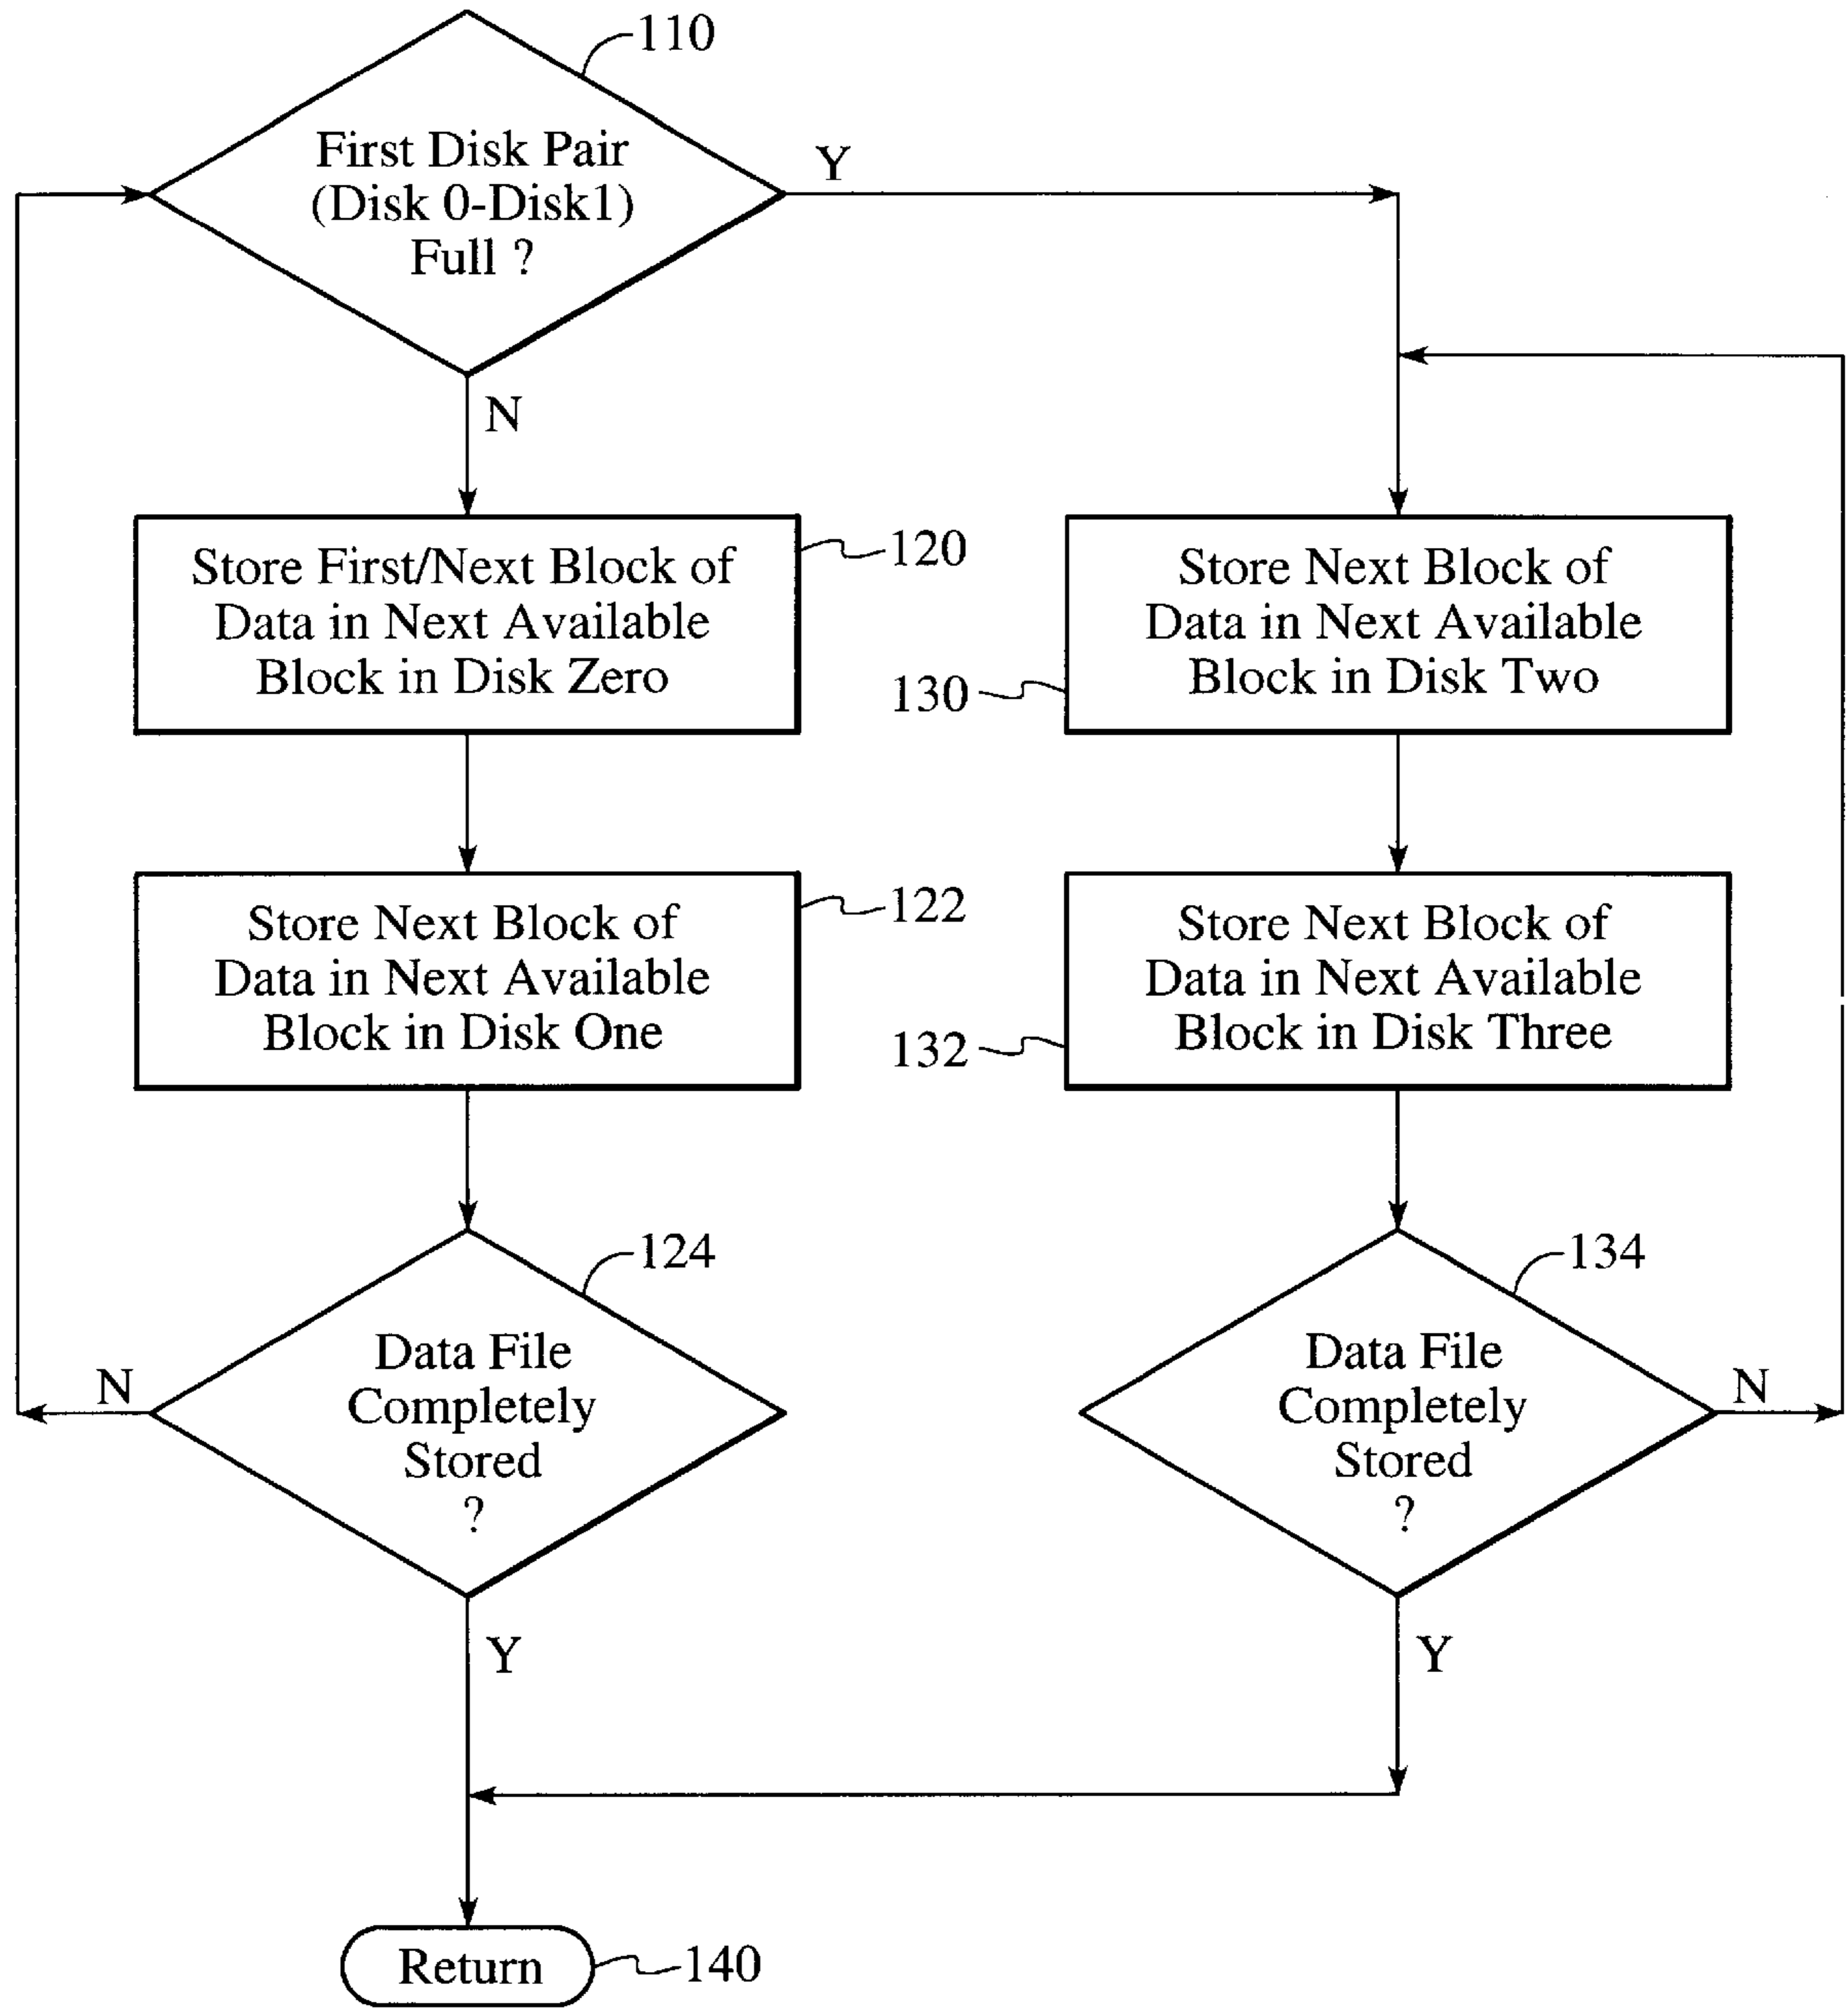 110
First Disk Pair
(Disk 0-Disk1)
Full ?
Y
N
Store First/Next Block of
Data in Next Available
Block in Disk Zero
120
Store Next Block of
Data in Next Available
Block in Disk Two
130
Store Next Block of
Data in Next Available
Block in Disk One
122
Store Next Block of
Data in Next Available
Block in Disk Three
132
124
Data File
Completely
Stored
?
N
Y
134
Data File
Completely
Stored
?
N
Y
Return
140